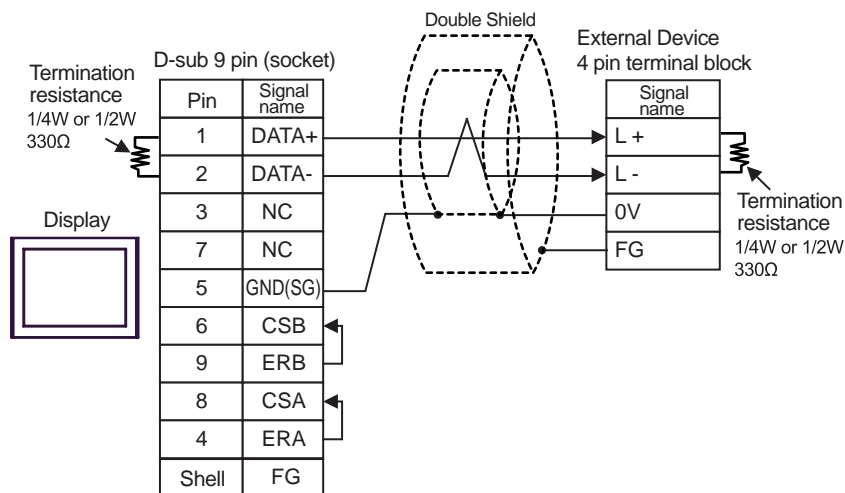 Double Shield
D-sub 9 pin (socket)
External Device
4 pin terminal block
Termination
resistance
1/4W or 1/2W
330Ω
Pin
Signal
name
1 DATA+
2 DATA-
3 NC
7 NC
5 GND(SG)
6 CSB
9 ERB
8 CSA
4 ERA
Shell FG
Display
Signal
name
L +
L -
0V
FG
Termination
resistance
1/4W or 1/2W
330Ω